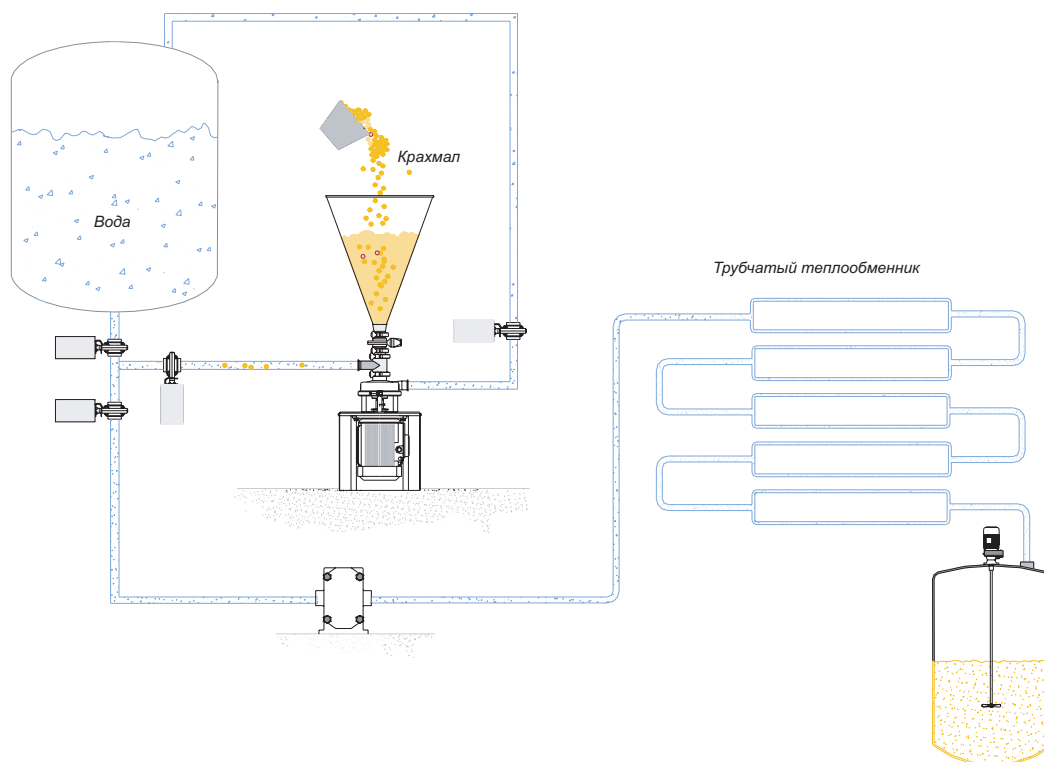 Крахмал
Вода
Трубчатый теплообменник